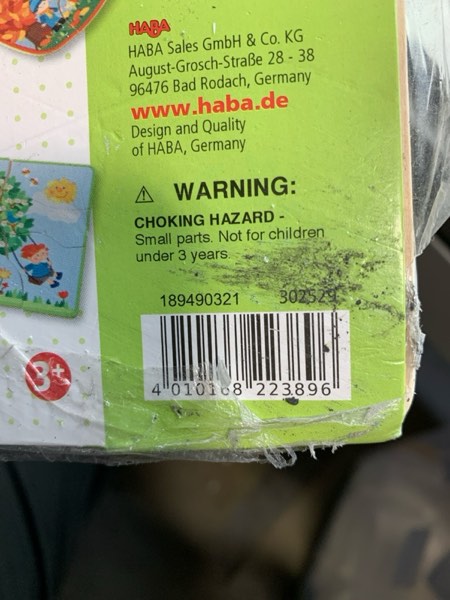 HABA
HABA Sales GmbH & Co. KG
August-Grosch-Straße 28 - 38
96476 Bad Rodach, Germany
www.haba.de
Design and Quality
of HABA, Germany
⚠ WARNING:
CHOKING HAZARD -
Small parts. Not for children
under 3 years.
189490321 302529
3+
4 010168 223896